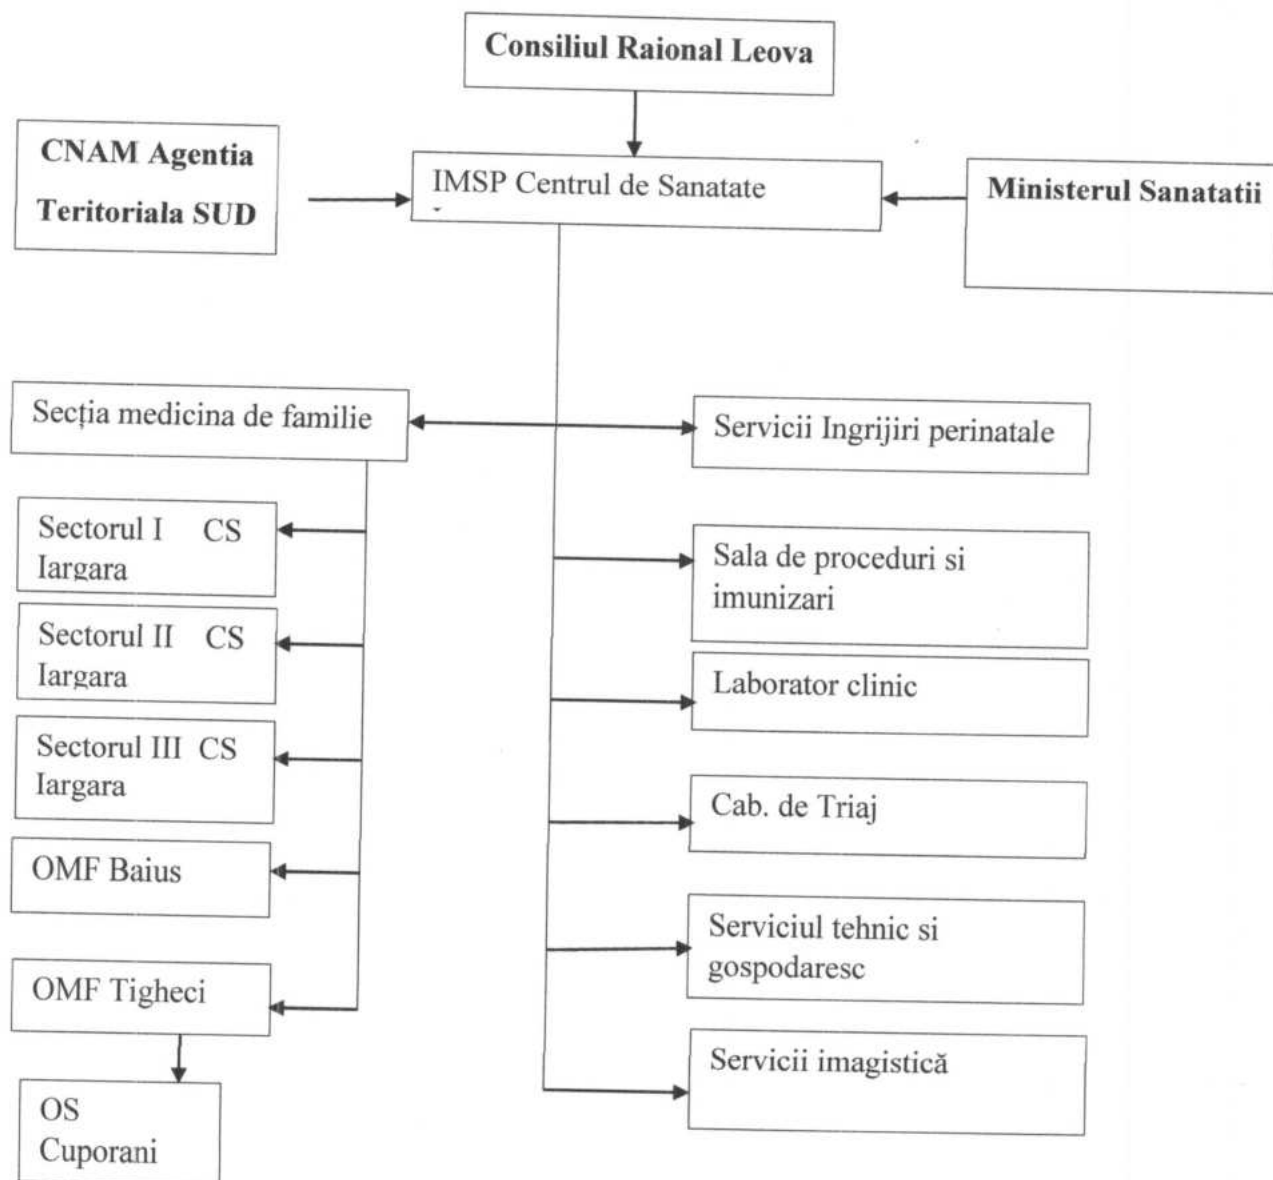 Consiliul Raional Leova
CNAM Agentia
Teritoriala SUD
IMSP Centrul de Sanatate
Ministerul Sanatatii
Secția medicina de familie
Servicii Ingrijiri perinatale
Sectorul I CS
Iargara
Sectorul II CS
Iargara
Sectorul III CS
Iargara
OMF Baius
OMF Tigheci
OS
Cuporani
Sala de proceduri si
imunizari
Laborator clinic
Cab. de Triaj
Serviciul tehnic si
gospodaresc
Servicii imagistică